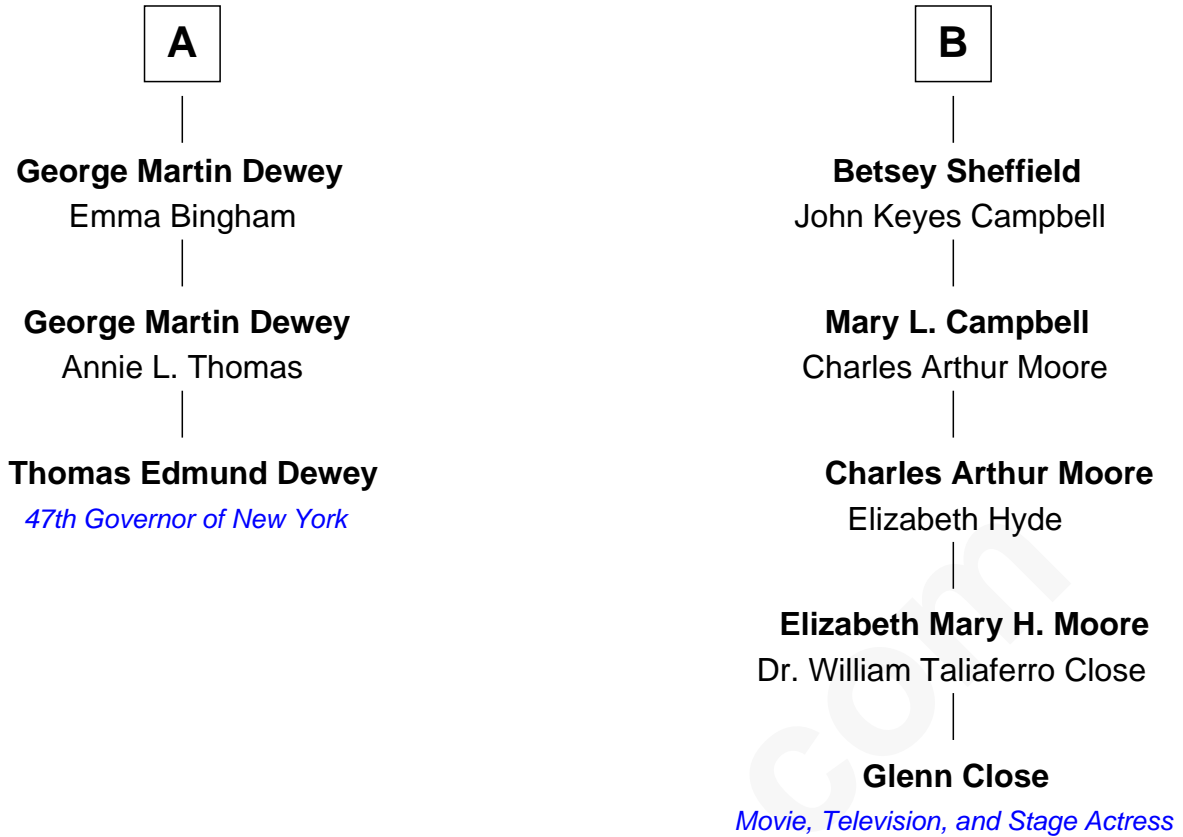 A
George Martin Dewey
Emma Bingham
George Martin Dewey
Annie L. Thomas
Thomas Edmund Dewey
47th Governor of New York
B
Betsey Sheffield
John Keyes Campbell
Mary L. Campbell
Charles Arthur Moore
Charles Arthur Moore
Elizabeth Hyde
Elizabeth Mary H. Moore
Dr. William Taliaferro Close
Glenn Close
Movie, Television, and Stage Actress
com